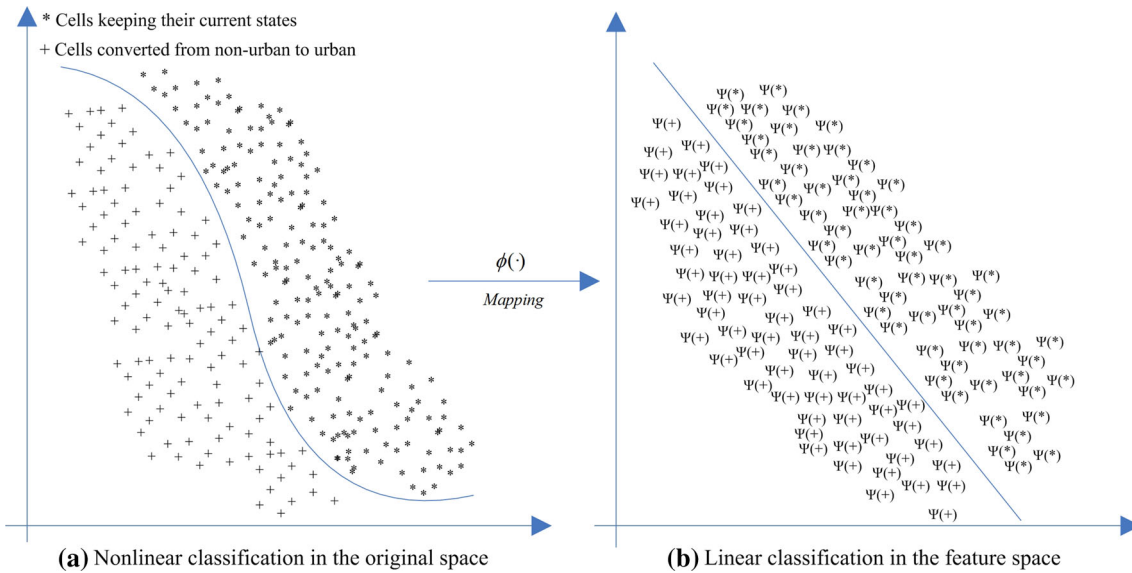 * Cells keeping their current states
+ Cells converted from non-urban to urban
ϕ(·)
Mapping
Ψ(*)
Ψ(+)
(a) Nonlinear classification in the original space
(b) Linear classification in the feature space